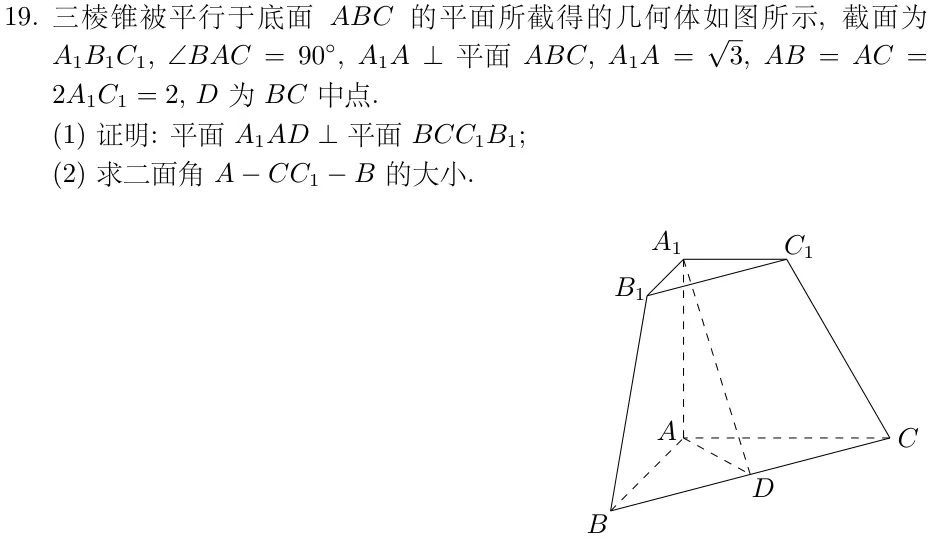 19. 三棱锥被平行于底面 ABC 的平面所截得的几何体如图所示, 截面为
A₁B₁C₁, ∠BAC = 90°, A₁A ⊥ 平面 ABC, A₁A = √3, AB = AC =
2A₁C₁ = 2, D 为 BC 中点.
(1) 证明: 平面 A₁AD ⊥ 平面 BCC₁B₁;
(2) 求二面角 A − CC₁ − B 的大小.
A₁
C₁
B₁
A
C
D
B